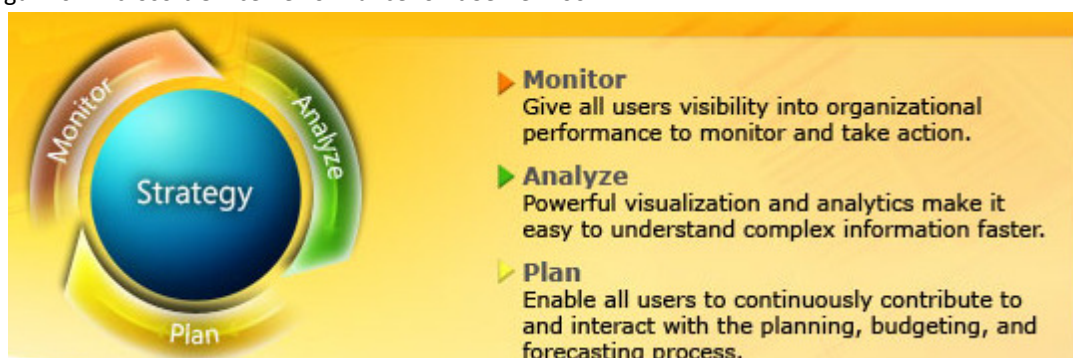 Monitor
Analyze
Strategy
Plan
Monitor
Give all users visibility into organizational
performance to monitor and take action.
Analyze
Powerful visualization and analytics make it
easy to understand complex information faster.
Plan
Enable all users to continuously contribute to
and interact with the planning, budgeting, and
forecasting process.